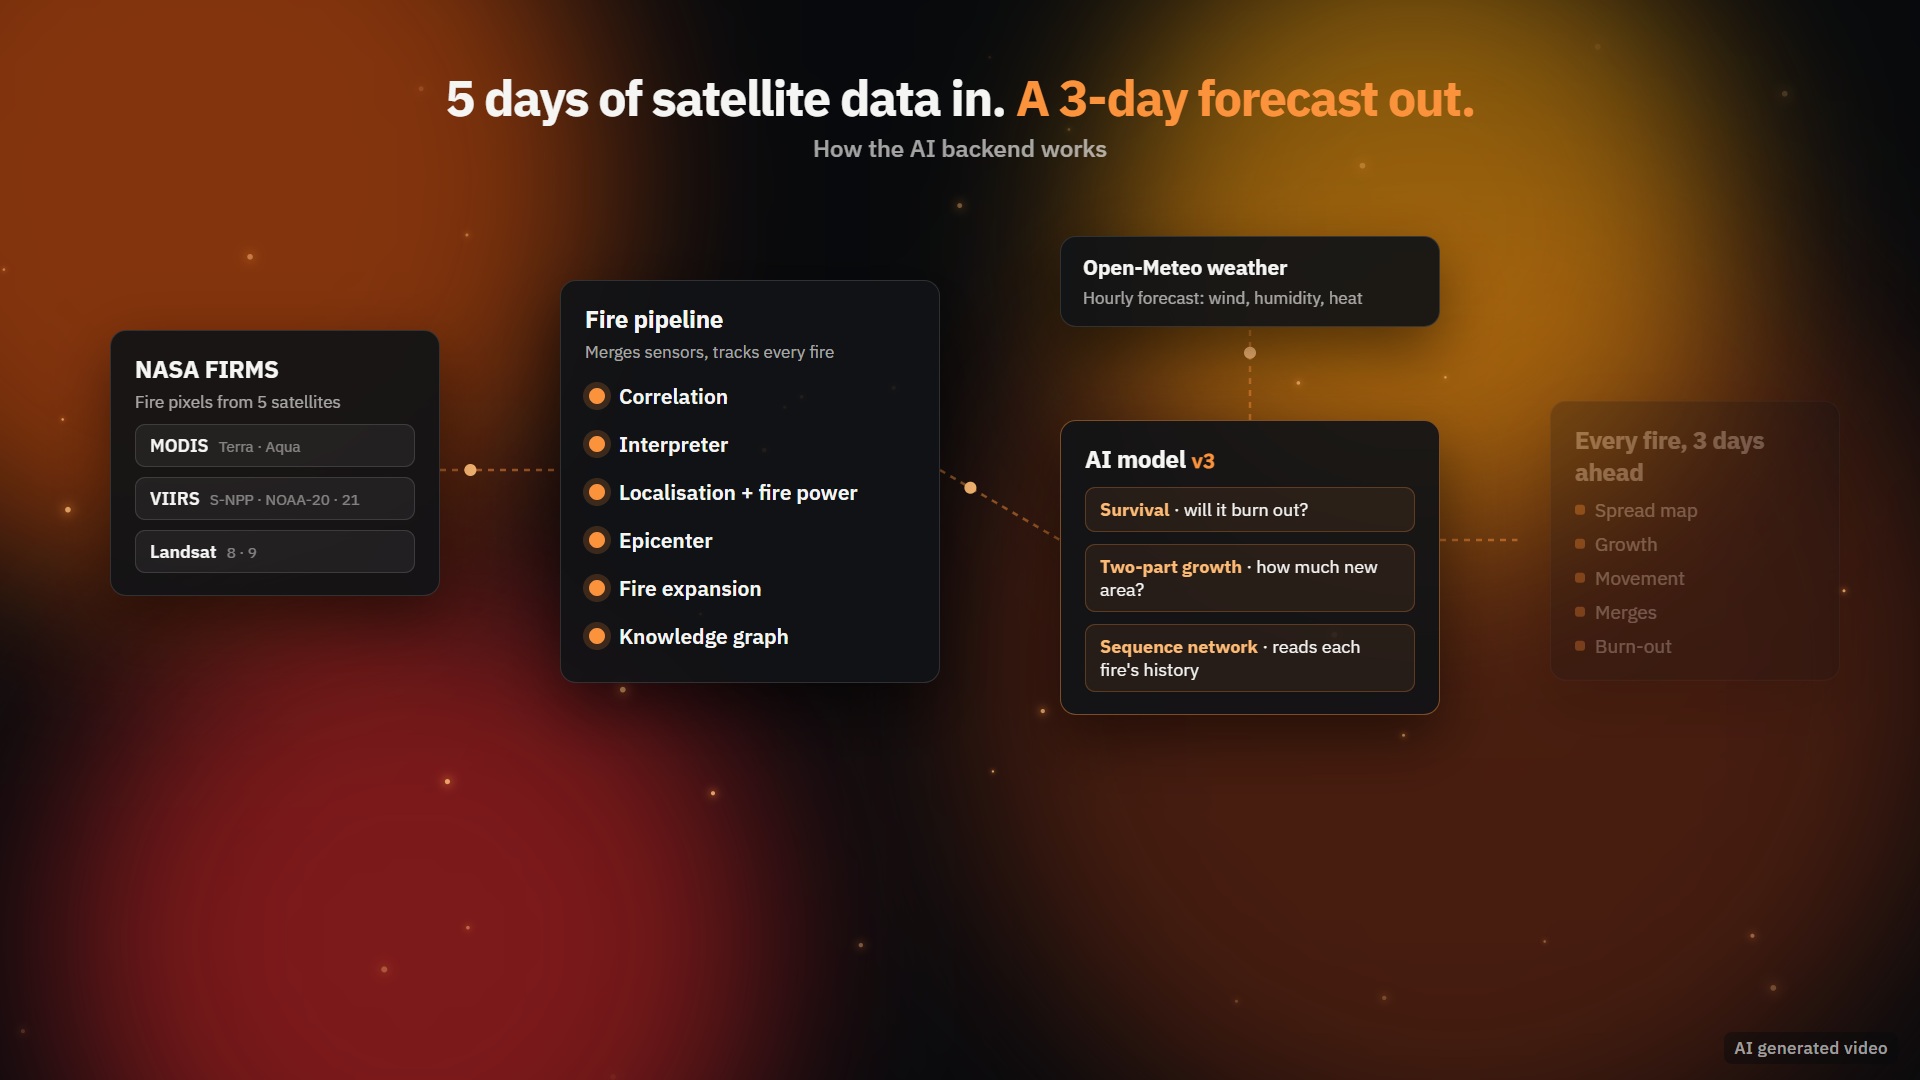 5 days of satellite data in. A 3-day forecast out.
How the AI backend works
NASA FIRMS
Fire pixels from 5 satellites
MODIS Terra · Aqua
VIIRS S-NPP · NOAA-20 · 21
Landsat 8 · 9
Fire pipeline
Merges sensors, tracks every fire
Correlation
Interpreter
Localisation + fire power
Epicenter
Fire expansion
Knowledge graph
Open-Meteo weather
Hourly forecast: wind, humidity, heat
AI model v3
Survival · will it burn out?
Two-part growth · how much new
area?
Sequence network · reads each
fire's history
Every fire, 3 days
ahead
Spread map
Growth
Movement
Merges
Burn-out
AI generated video